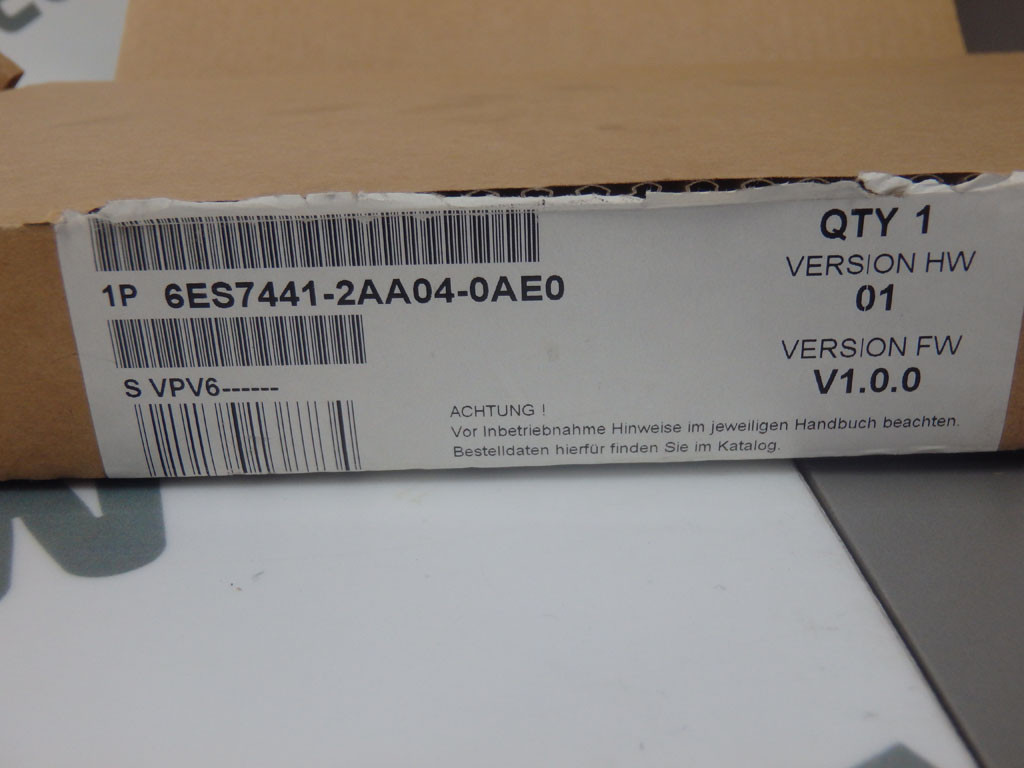 QTY 1
VERSION HW
01
1P 6ES7441-2AA04-0AE0
VERSION FW
V1.0.0
S VPV6------
ACHTUNG !
Vor Inbetriebnahme Hinweise im jeweiligen Handbuch beachten.
Bestelldaten hierfür finden Sie im Katalog.